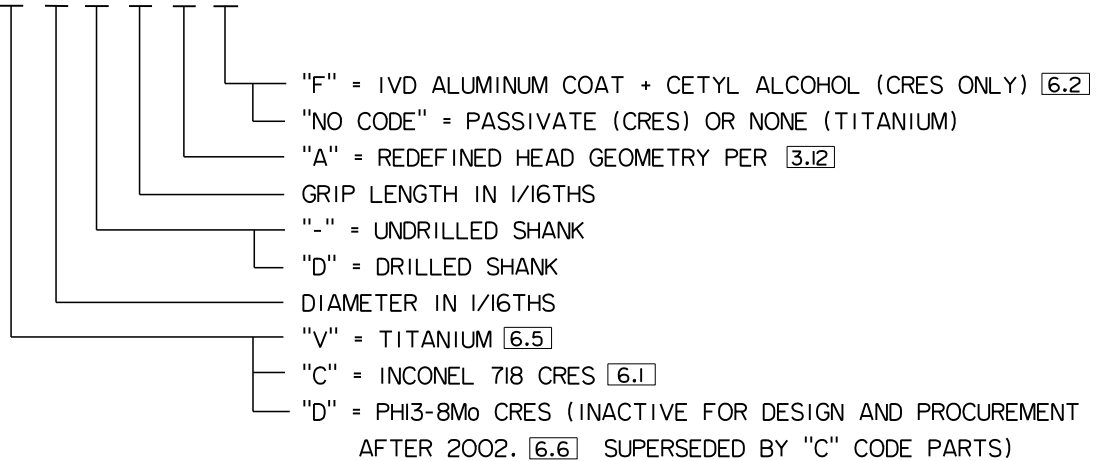 "F" = IVD ALUMINUM COAT + CETYL ALCOHOL (CRES ONLY) 6.2
"NO CODE" = PASSIVATE (CRES) OR NONE (TITANIUM)
"A" = REDEFINED HEAD GEOMETRY PER 3.12
GRIP LENGTH IN 1/16THS
"-" = UNDRILLED SHANK
"D" = DRILLED SHANK
DIAMETER IN 1/16THS
"V" = TITANIUM 6.5
"C" = INCONEL 718 CRES 6.1
"D" = PH13-8Mo CRES (INACTIVE FOR DESIGN AND PROCUREMENT
AFTER 2002. 6.6 SUPERSEDED BY "C" CODE PARTS)